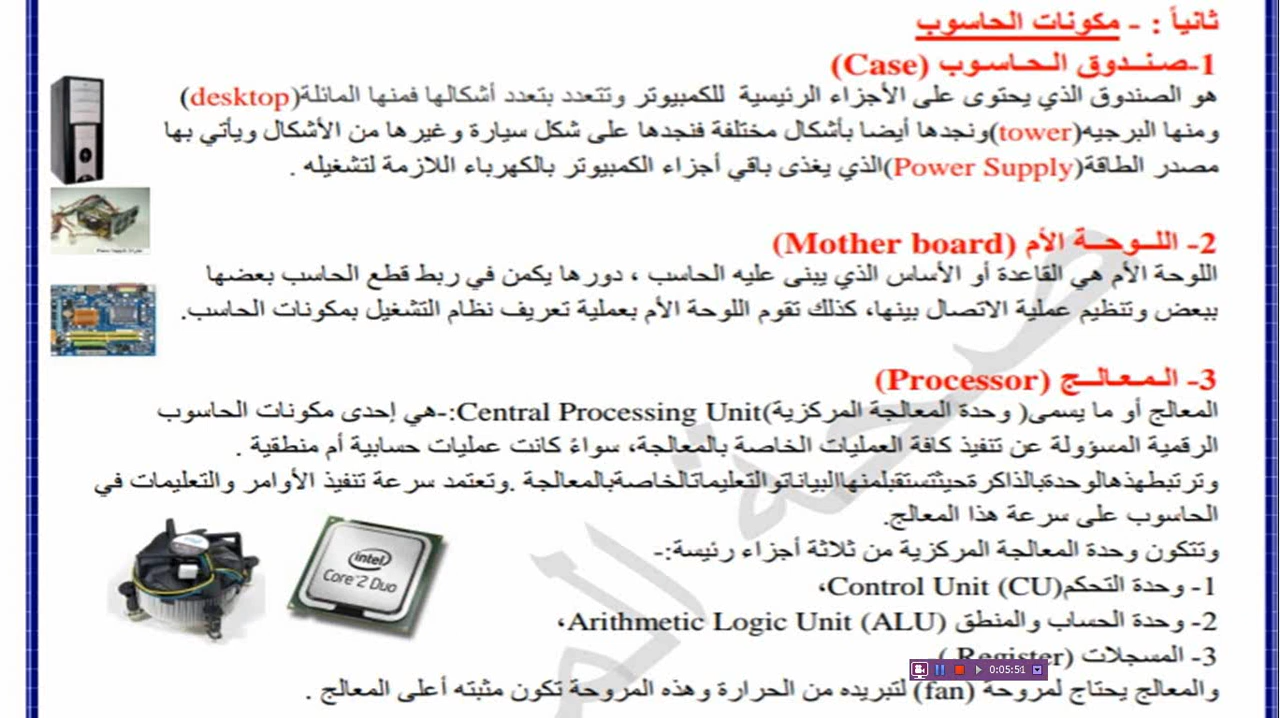 ثانياً : - مكونات الحاسوب
1-صنـدوق الـحـاسـوب (Case)
هو الصندوق الذي يحتوى على الأجزاء الرئيسية للكمبيوتر وتتعدد بتعدد أشكالها فمنها المائلة(desktop)
ومنها البرجيه(tower)ونجدها أيضا بأشكال مختلفة فنجدها على شكل سيارة وغيرها من الأشكال ويأتي بها
مصدر الطاقة(Power Supply)الذي يغذى باقي أجزاء الكمبيوتر بالكهرباء اللازمة لتشغيله .
2- اللـوحـة الأم (Mother board)
اللوحة الأم هي القاعدة أو الأساس الذي يبنى عليه الحاسب ، دورها يكمن في ربط قطع الحاسب بعضها
ببعض وتنظيم عملية الاتصال بينها، كذلك تقوم اللوحة الأم بعملية تعريف نظام التشغيل بمكونات الحاسب.
3- الـمـعـالـج (Processor)
المعالج أو ما يسمى( وحدة المعالجة المركزية)Central Processing Unit:-هي إحدى مكونات الحاسوب
الرقمية المسؤولة عن تنفيذ كافة العمليات الخاصة بالمعالجة، سواءً كانت عمليات حسابية أم منطقية .
وترتبطهذهالوحدةبالذاكرةحيثتستقبلمنهاالبياناتوالتعليماتالخاصةبالمعالجة .وتعتمد سرعة تنفيذ الأوامر والتعليمات في
الحاسوب على سرعة هذا المعالج.
وتتكون وحدة المعالجة المركزية من ثلاثة أجزاء رئيسة:-
1- وحدة التحكم(Control Unit (CU،
2- وحدة الحساب والمنطق Arithmetic Logic Unit (ALU)،
3- المسجلات (Register )
0:05:51
والمعالج يحتاج لمروحة (fan) لتبريده من الحرارة وهذه المروحة تكون مثبته أعلى المعالج .
intel
Core 2 Duo